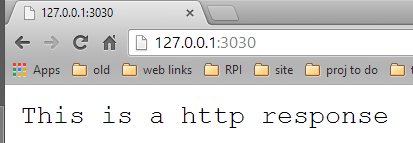 127.0.0.1:3030
127.0.0.1:3030
Apps old web links RPI site proj to do
This is a http response